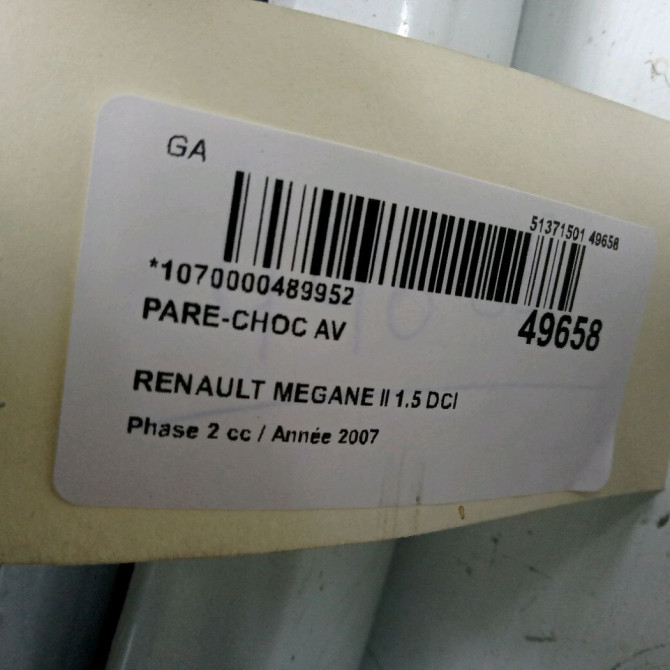 GA
51371501 49658
*1070000489952
PARE-CHOC AV
49658
RENAULT MEGANE II 1.5 DCI
Phase 2 cc / Année 2007